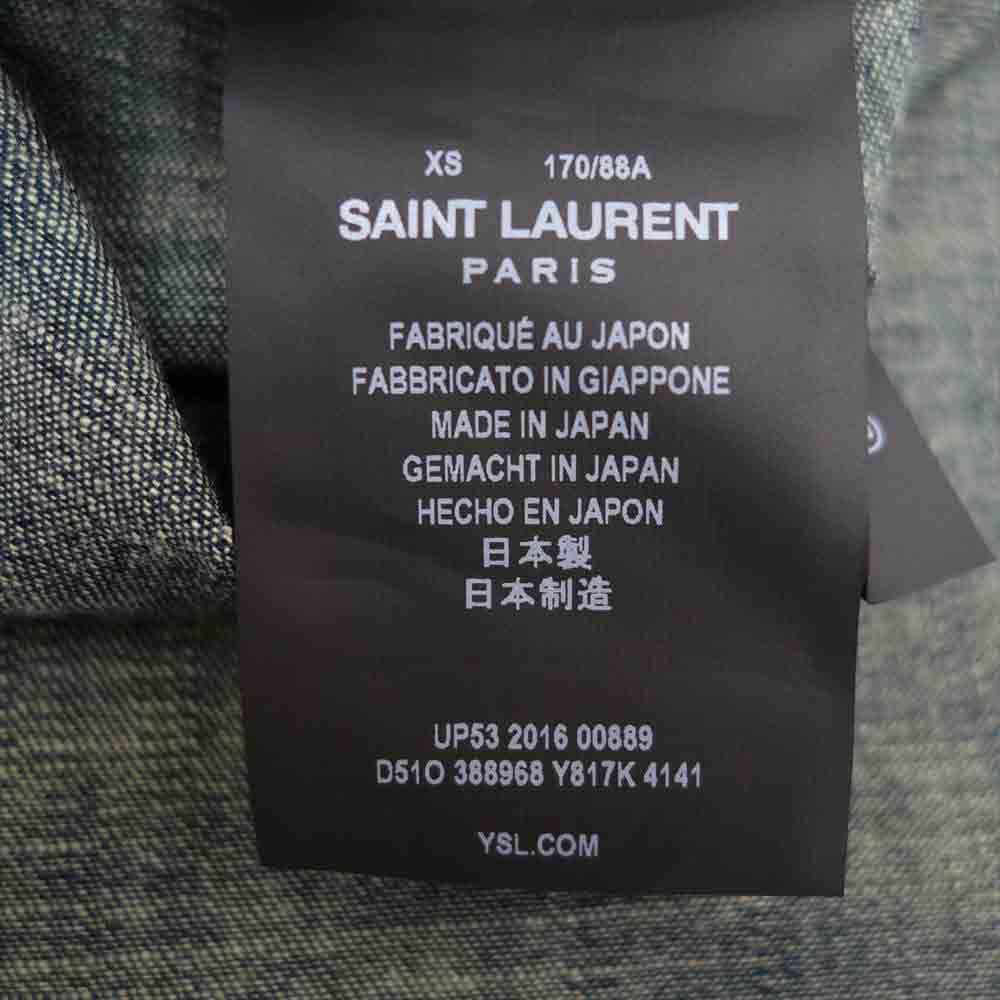 XS 170/88A
SAINT LAURENT
PARIS
FABRIQUÉ AU JAPON
FABBRICATO IN GIAPPONE
MADE IN JAPAN
GEMACHT IN JAPAN
HECHO EN JAPON
日本製
日本制造
UP53 2016 00889
D51O 388968 Y817K 4141
YSL.COM